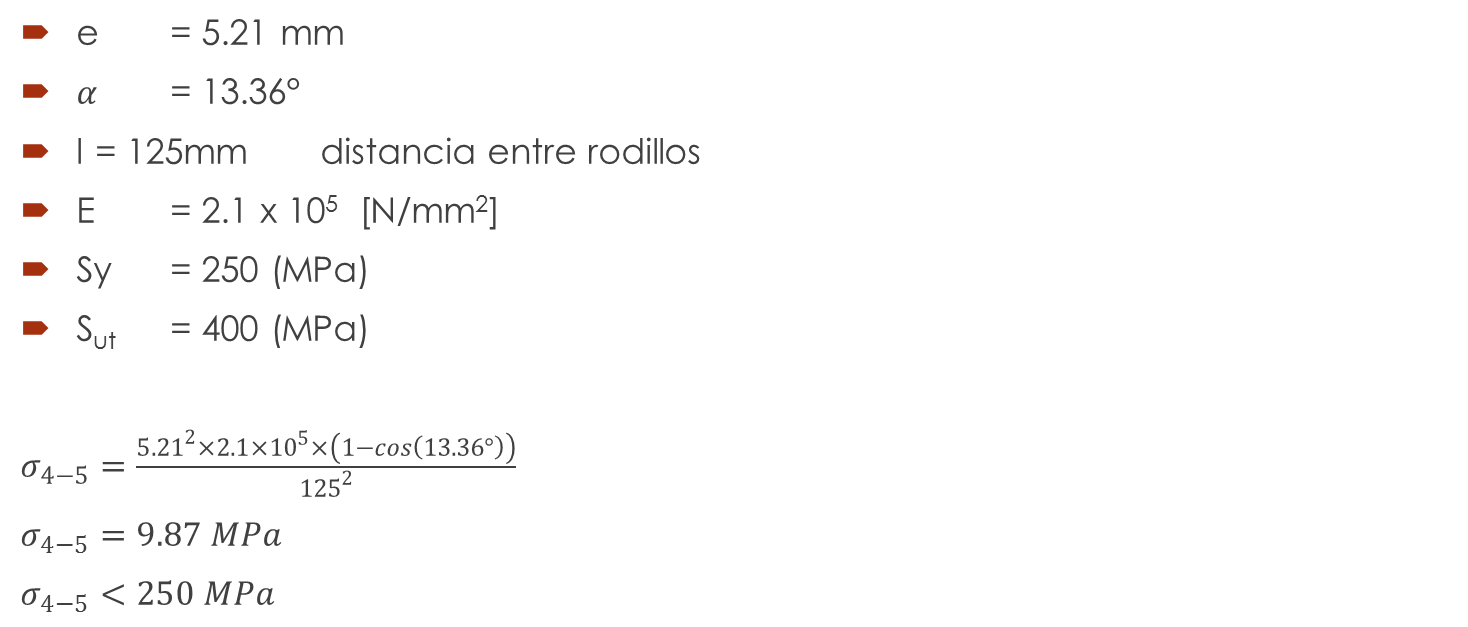 e = 5.21 mm
α = 13.36°
l = 125mm distancia entre rodillos
E = 2.1 x 10⁵ [N/mm²]
Sy = 250 (MPa)
Sut = 400 (MPa)
σ₄₋₅ = 5.21²×2.1×10⁵×(1−cos(13.36°)) / 125²
σ₄₋₅ = 9.87 MPa
σ₄₋₅ < 250 MPa